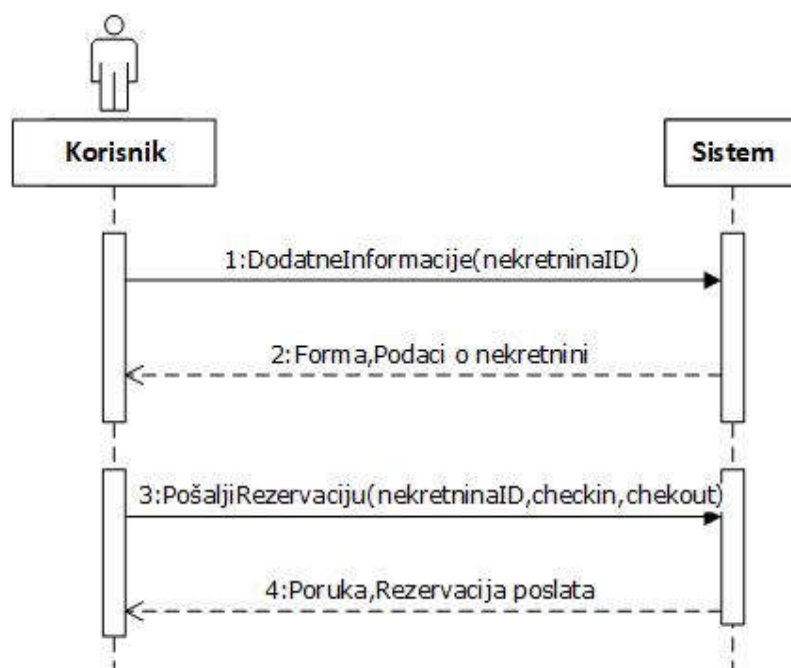 Korisnik
Sistem
1:DodatneInformacije(nekretninaID)
2:Forma,Podaci o nekretnini
3:PošaljiRezervaciju(nekretninaID,checkin,chekout)
4:Poruka,Rezervacija poslata